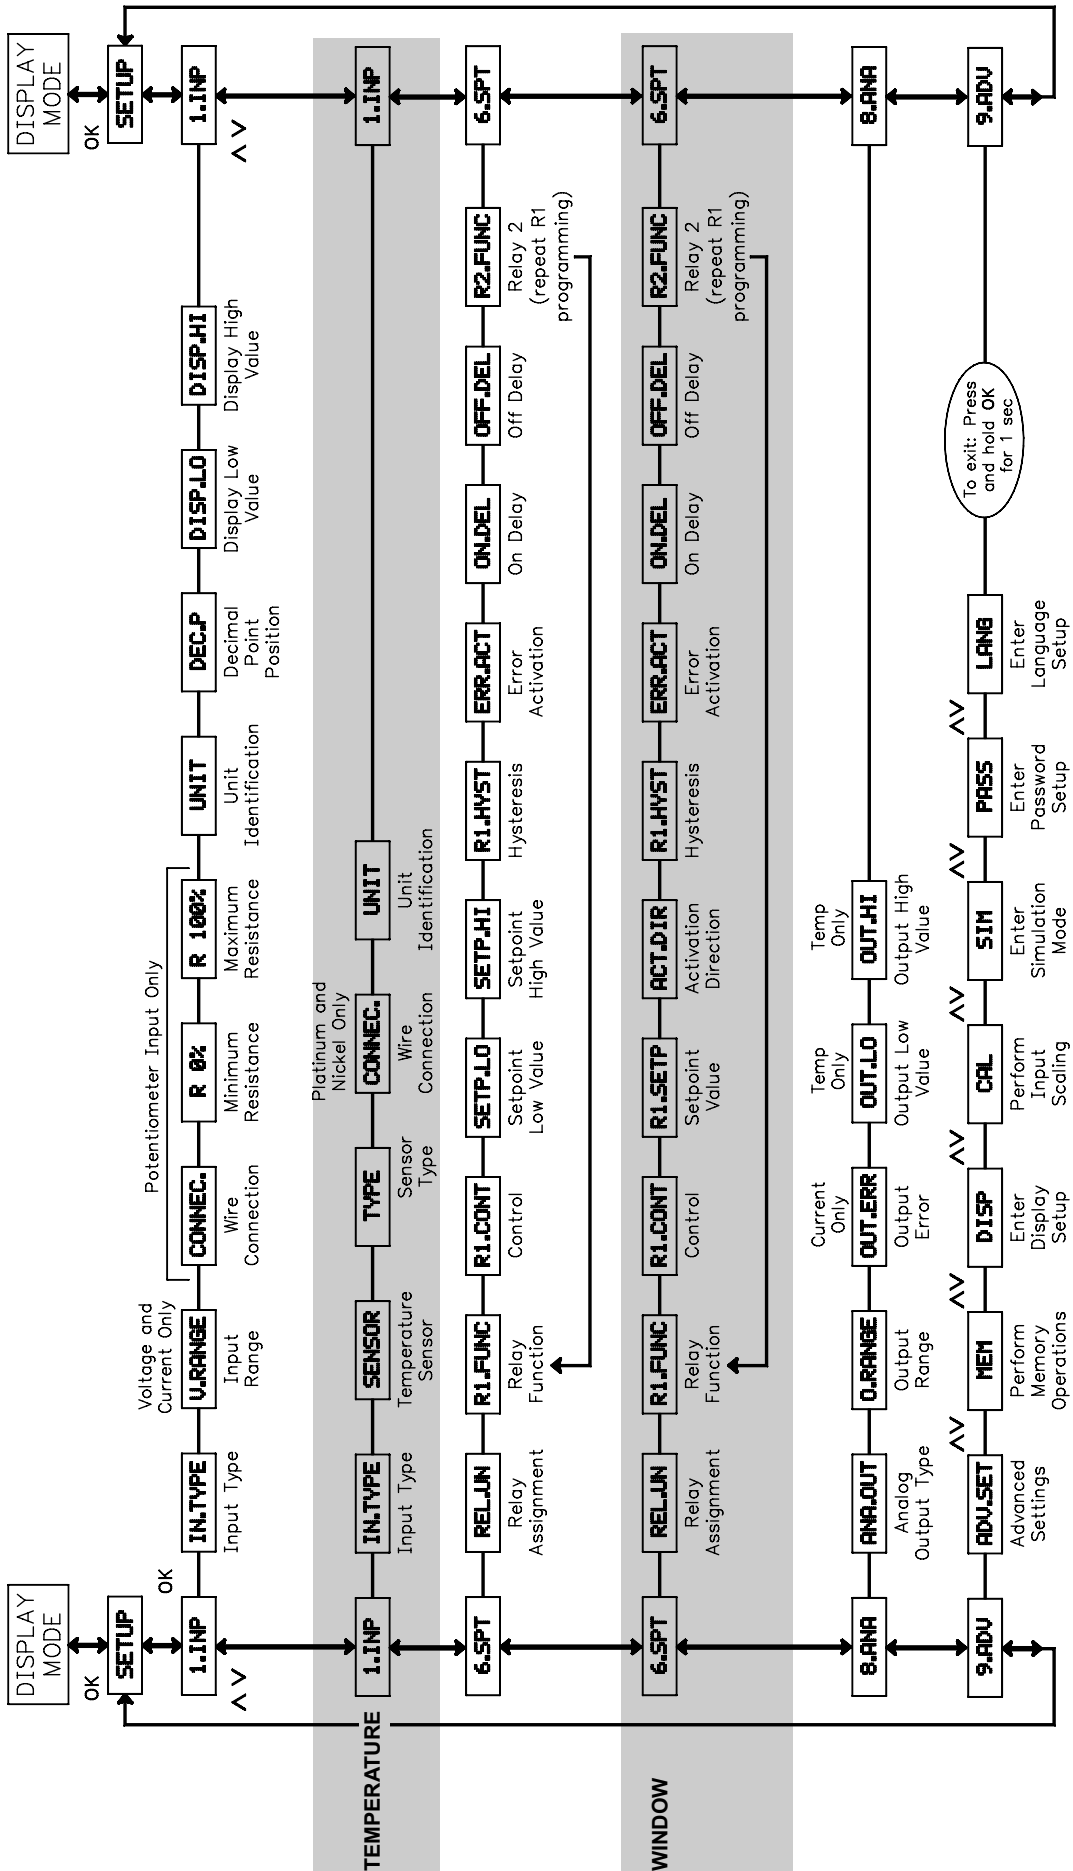 DISPLAY
MODE
OK
SETUP
OK
1.INP
∧ ∨
IN.TYPE
Input Type
Voltage and
Current Only
V.RANGE
Input
Range
Potentiometer Input Only
CONNEC.
Wire
Connection
R 0%
Minimum
Resistance
R 100%
Maximum
Resistance
UNIT
Unit
Identification
DEC.P
Decimal
Point
Position
DISP.LO
Display Low
Value
DISP.HI
Display High
Value
DISPLAY
MODE
OK
SETUP
1.INP
∧ ∨
TEMPERATURE
1.INP
IN.TYPE
Input Type
SENSOR
Temperature
Sensor
TYPE
Sensor
Type
Platinum and
Nickel Only
CONNEC.
Wire
Connection
UNIT
Unit
Identification
1.INP
6.SPT
REL.UN
Relay
Assignment
R1.FUNC
Relay
Function
R1.CONT
Control
SETP.LO
Setpoint
Low Value
SETP.HI
Setpoint
High Value
R1.HYST
Hysteresis
ERR.ACT
Error
Activation
ON.DEL
On Delay
OFF.DEL
Off Delay
R2.FUNC
Relay 2
(repeat R1
programming)
6.SPT
WINDOW
6.SPT
REL.UN
Relay
Assignment
R1.FUNC
Relay
Function
R1.CONT
Control
R1.SETP
Setpoint
Value
ACT.DIR
Activation
Direction
R1.HYST
Hysteresis
ERR.ACT
Error
Activation
ON.DEL
On Delay
OFF.DEL
Off Delay
R2.FUNC
Relay 2
(repeat R1
programming)
6.SPT
8.ANA
ANA.OUT
Analog
Output Type
O.RANGE
Output
Range
Current
Only
OUT.ERR
Output
Error
Temp
Only
OUT.LO
Output Low
Value
Temp
Only
OUT.HI
Output High
Value
8.ANA
9.ADV
ADV.SET
Advanced
Settings
∧∨
MEM
Perform
Memory
Operations
∧∨
DISP
Enter
Display
Setup
∧∨
CAL
Perform
Input
Scaling
∧∨
SIM
Enter
Simulation
Mode
∧∨
PASS
Enter
Password
Setup
∧∨
LANG
Enter
Language
Setup
To exit: Press
and hold OK
for 1 sec
9.ADV